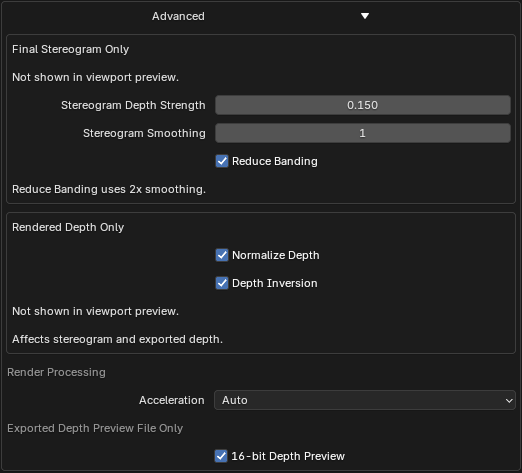 Advanced
Final Stereogram Only
Not shown in viewport preview.
Stereogram Depth Strength 0.150
Stereogram Smoothing 1
Reduce Banding
Reduce Banding uses 2x smoothing.
Rendered Depth Only
Normalize Depth
Depth Inversion
Not shown in viewport preview.
Affects stereogram and exported depth.
Render Processing
Acceleration Auto
Exported Depth Preview File Only
16-bit Depth Preview